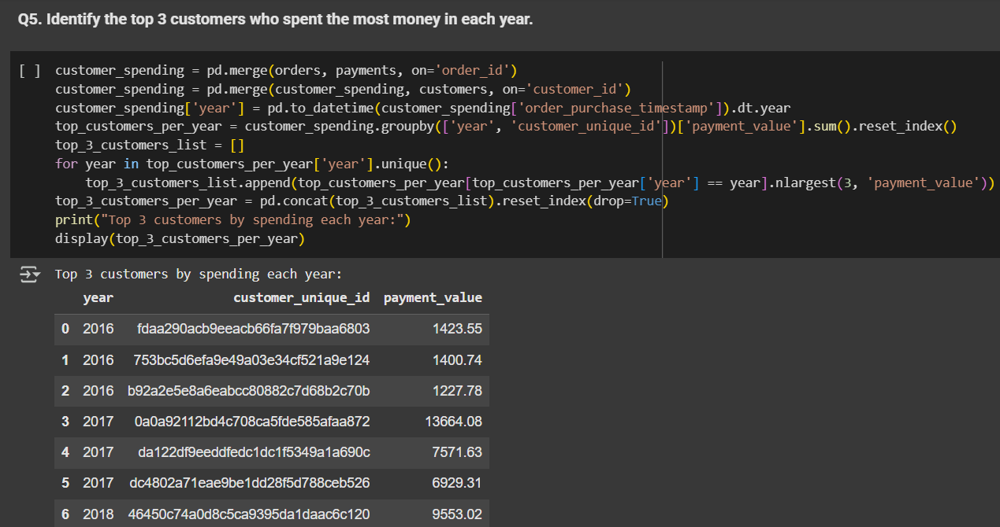 Q5. Identify the top 3 customers who spent the most money in each year.
[ ] customer_spending = pd.merge(orders, payments, on='order_id')
customer_spending = pd.merge(customer_spending, customers, on='customer_id')
customer_spending['year'] = pd.to_datetime(customer_spending['order_purchase_timestamp']).dt.year
top_customers_per_year = customer_spending.groupby(['year', 'customer_unique_id'])['payment_value'].sum().reset_index()
top_3_customers_list = []
for year in top_customers_per_year['year'].unique():
    top_3_customers_list.append(top_customers_per_year[top_customers_per_year['year'] == year].nlargest(3, 'payment_value'))
top_3_customers_per_year = pd.concat(top_3_customers_list).reset_index(drop=True)
print("Top 3 customers by spending each year:")
display(top_3_customers_per_year)
Top 3 customers by spending each year:
year customer_unique_id payment_value
0 2016 fdaa290acb9eeacb66fa7f979baa6803 1423.55
1 2016 753bc5d6efa9e49a03e34cf521a9e124 1400.74
2 2016 b92a2e5e8a6eabcc80882c7d68b2c70b 1227.78
3 2017 0a0a92112bd4c708ca5fde585afaa872 13664.08
4 2017 da122df9eeddfedc1dc1f5349a1a690c 7571.63
5 2017 dc4802a71eae9be1dd28f5d788ceb526 6929.31
6 2018 46450c74a0d8c5ca9395da1daac6c120 9553.02